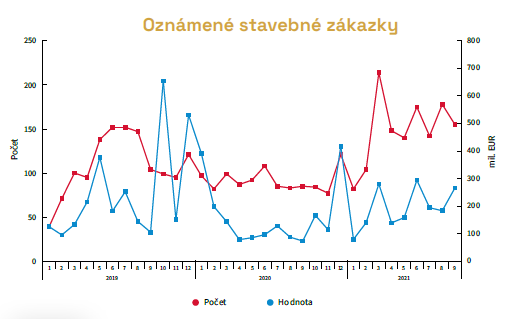 Oznámené stavebné zákazky
250 800
700
200 600
150 500
400
100 300
200
50 100
0 0
Počet
mil. EUR
1 2 3 4 5 6 7 8 9 10 11 12 1 2 3 4 5 6 7 8 9 10 11 12 1 2 3 4 5 6 7 8 9
2019 2020 2021
Počet Hodnota